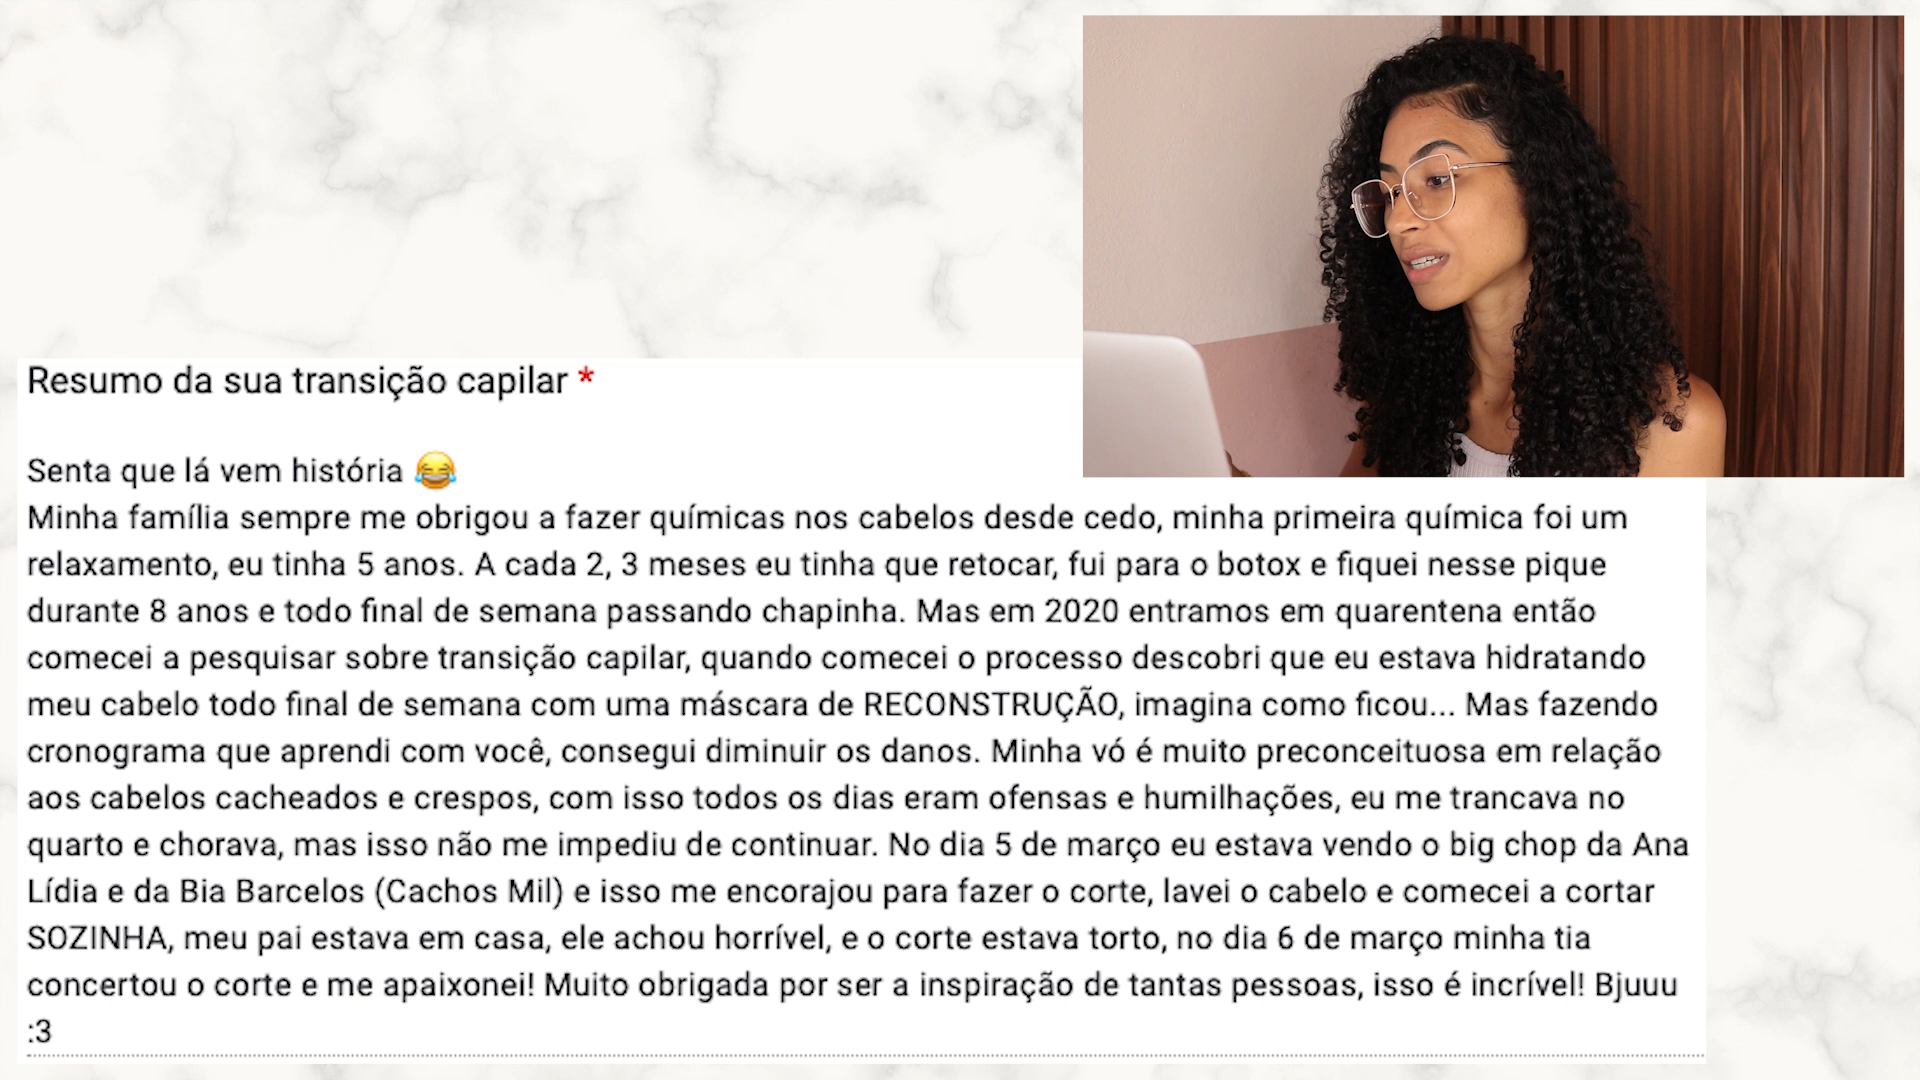 Resumo da sua transição capilar *
Senta que lá vem história 😂
Minha família sempre me obrigou a fazer químicas nos cabelos desde cedo, minha primeira química foi um
relaxamento, eu tinha 5 anos. A cada 2, 3 meses eu tinha que retocar, fui para o botox e fiquei nesse pique
durante 8 anos e todo final de semana passando chapinha. Mas em 2020 entramos em quarentena então
comecei a pesquisar sobre transição capilar, quando comecei o processo descobri que eu estava hidratando
meu cabelo todo final de semana com uma máscara de RECONSTRUÇÃO, imagina como ficou... Mas fazendo
cronograma que aprendi com você, consegui diminuir os danos. Minha vó é muito preconceituosa em relação
aos cabelos cacheados e crespos, com isso todos os dias eram ofensas e humilhações, eu me trancava no
quarto e chorava, mas isso não me impediu de continuar. No dia 5 de março eu estava vendo o big chop da Ana
Lídia e da Bia Barcelos (Cachos Mil) e isso me encorajou para fazer o corte, lavei o cabelo e comecei a cortar
SOZINHA, meu pai estava em casa, ele achou horrível, e o corte estava torto, no dia 6 de março minha tia
concertou o corte e me apaixonei! Muito obrigada por ser a inspiração de tantas pessoas, isso é incrível! Bjuuu
:3